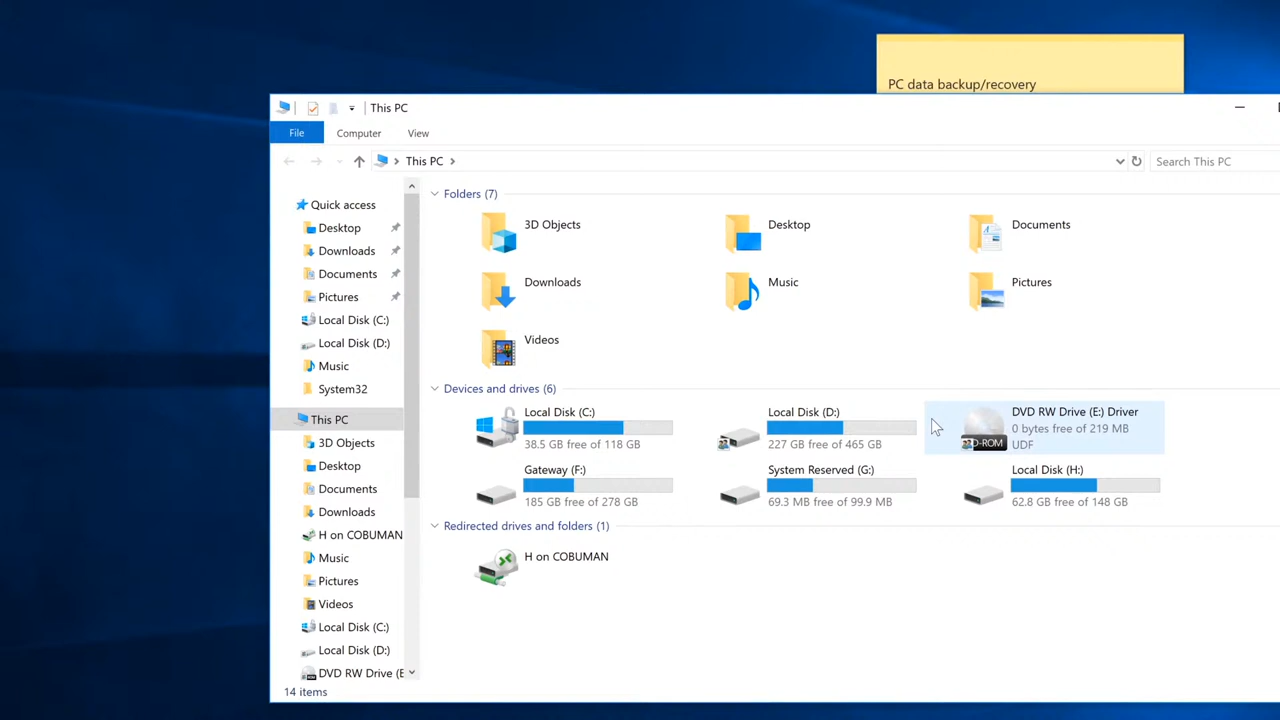 PC data backup/recovery
This PC
File Computer View
This PC
Search This PC
Quick access
Desktop
Downloads
Documents
Pictures
Local Disk (C:)
Local Disk (D:)
Music
System32
This PC
3D Objects
Desktop
Documents
Downloads
H on COBUMAN
Music
Pictures
Videos
Local Disk (C:)
Local Disk (D:)
DVD RW Drive (E
Folders (7)
3D Objects Desktop Documents
Downloads Music Pictures
Videos
Devices and drives (6)
Local Disk (C:)
38.5 GB free of 118 GB
Local Disk (D:)
227 GB free of 465 GB
DVD RW Drive (E:) Driver
0 bytes free of 219 MB
UDF
D-ROM
Gateway (F:)
185 GB free of 278 GB
System Reserved (G:)
69.3 MB free of 99.9 MB
Local Disk (H:)
62.8 GB free of 148 GB
Redirected drives and folders (1)
H on COBUMAN
14 items